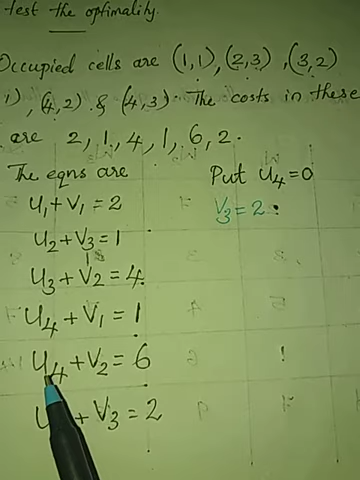 test the optimality.
Occupied cells are (1,1), (2,3), (3,2)
1), (4,2) & (4,3). The costs in these
are 2, 1, 4, 1, 6, 2.
The eqns are
Put U₄=0
U₁+V₁=2
V₃=2
U₂+V₃=1
U₃+V₂=4
U₄+V₁=1
U₄+V₂=6
U +V₃=2